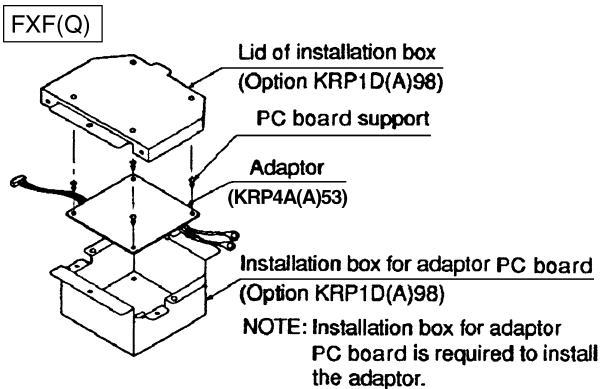 FXF(Q)
Lid of installation box
(Option KRP1D(A)98)
PC board support
Adaptor
(KRP4A(A)53)
Installation box for adaptor PC board
(Option KRP1D(A)98)
NOTE: Installation box for adaptor
PC board is required to install
the adaptor.